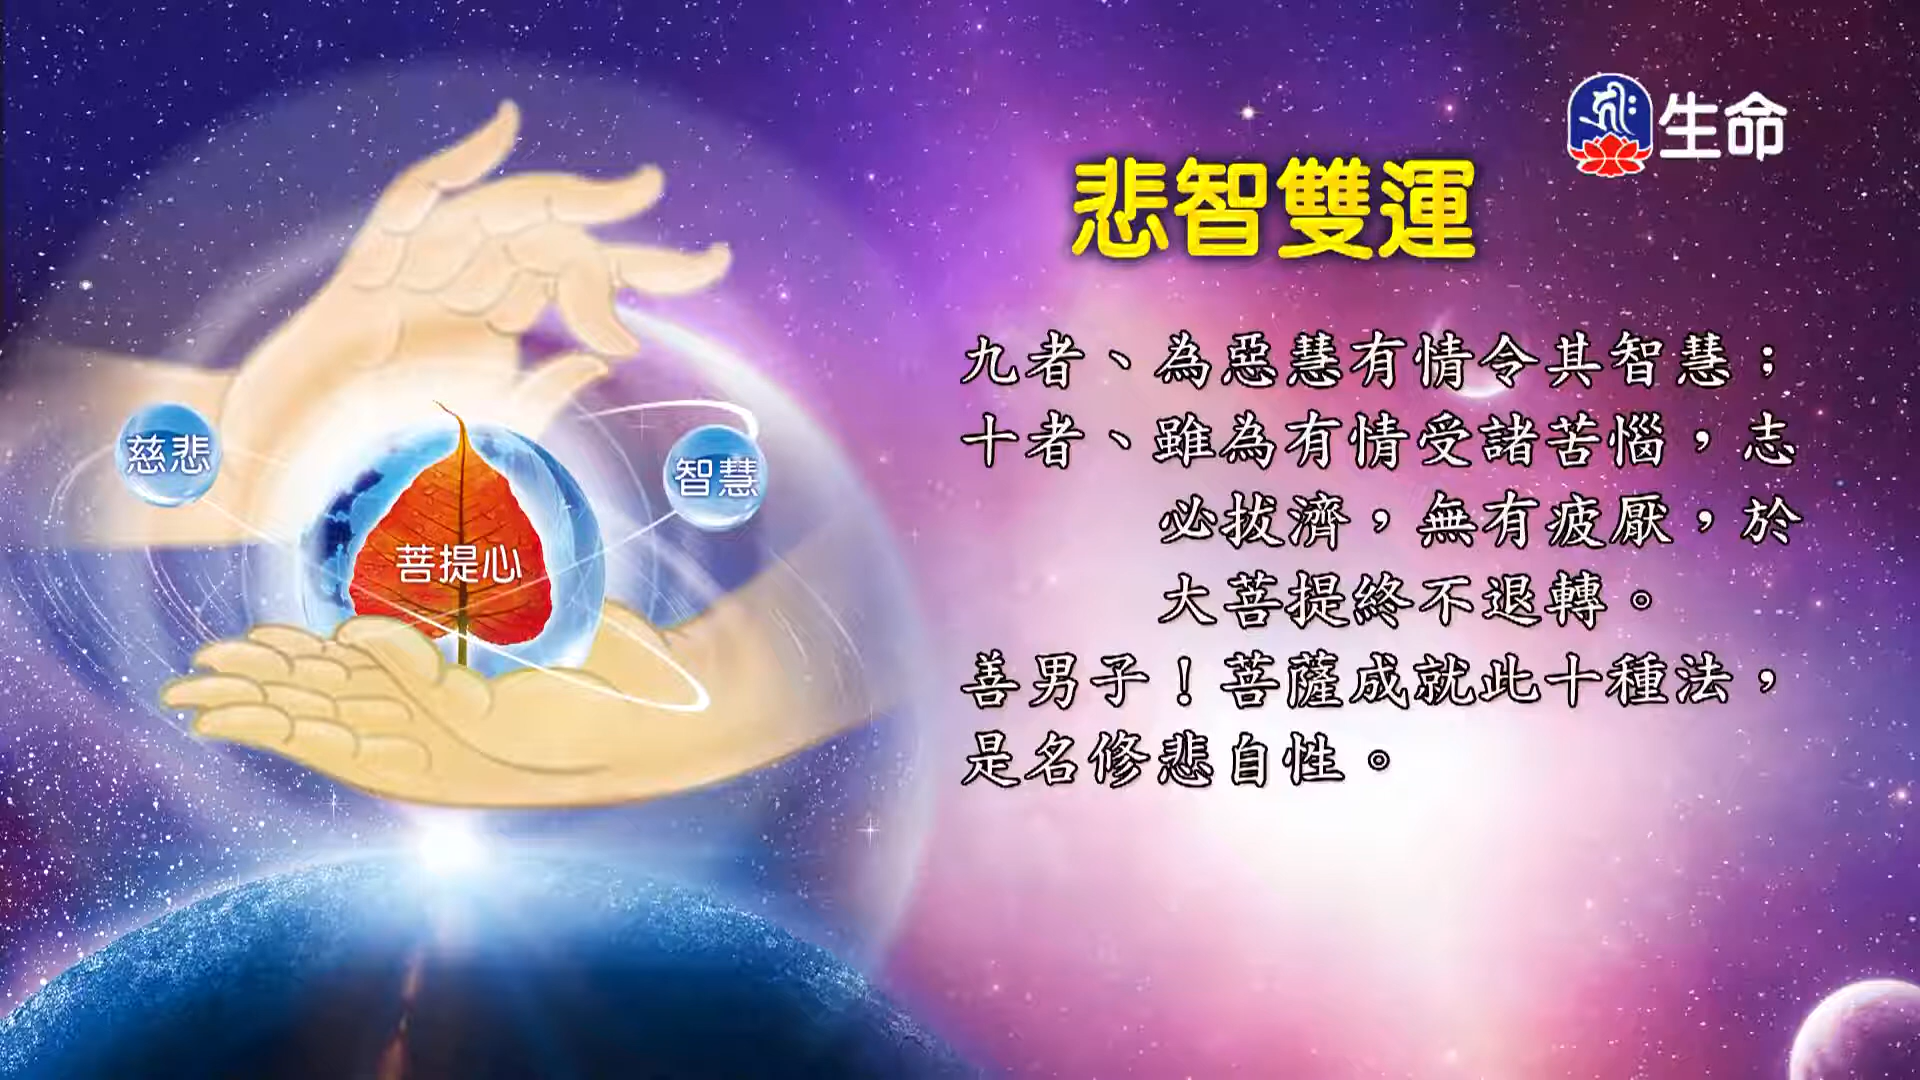 生命
悲智雙運
九者、為惡慧有情令其智慧；
十者、雖為有情受諸苦惱，志
必拔濟，無有疲厭，於
大菩提終不退轉。
善男子！菩薩成就此十種法，
是名修悲自性。
慈悲
智慧
菩提心